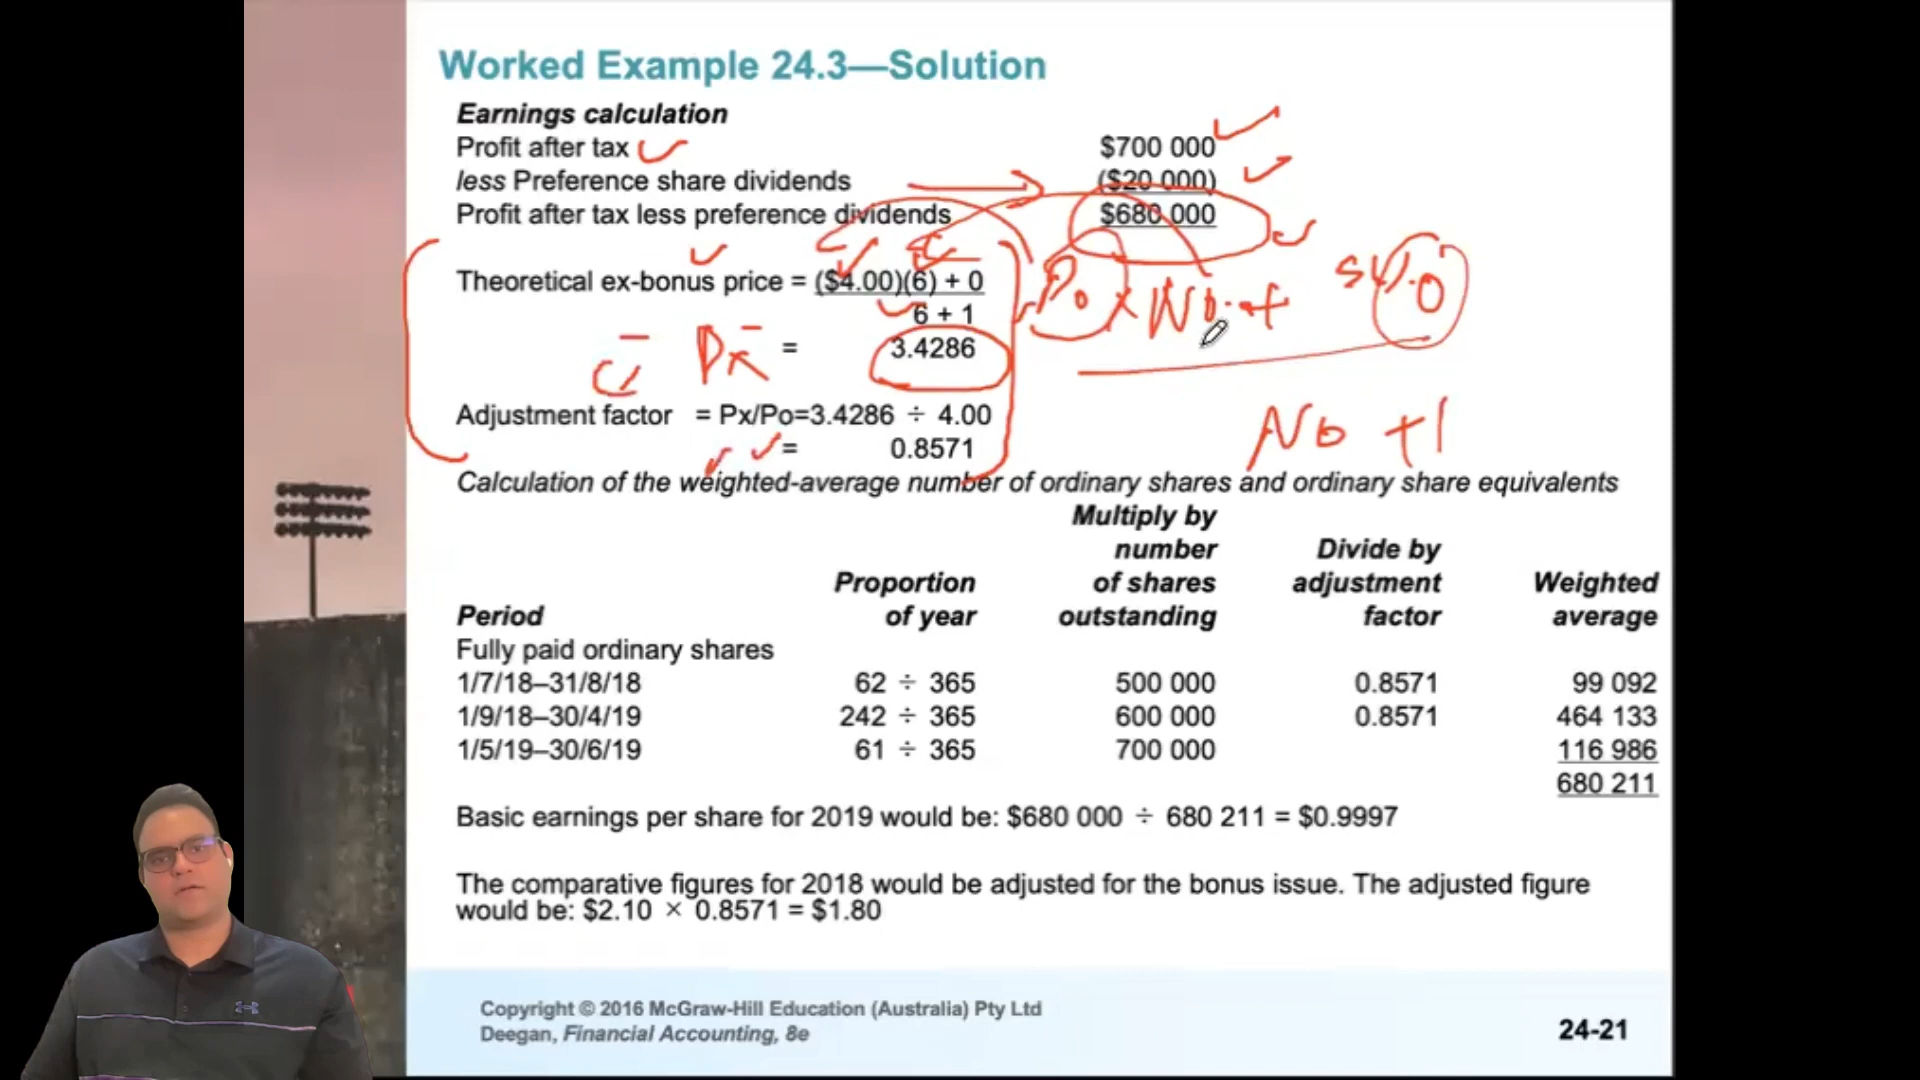 Worked Example 24.3—Solution
Earnings calculation
Profit after tax $700 000
less Preference share dividends ($20 000)
Profit after tax less preference dividends $680 000
Theoretical ex-bonus price = ($4.00)(6) + 0
6 + 1
Po x No + 0
Px = 3.4286
Adjustment factor = Px/Po=3.4286 ÷ 4.00
No +1
= 0.8571
Calculation of the weighted-average number of ordinary shares and ordinary share equivalents
Multiply by
number Divide by
Proportion of shares adjustment Weighted
Period of year outstanding factor average
Fully paid ordinary shares
1/7/18–31/8/18 62 ÷ 365 500 000 0.8571 99 092
1/9/18–30/4/19 242 ÷ 365 600 000 0.8571 464 133
1/5/19–30/6/19 61 ÷ 365 700 000 116 986
680 211
Basic earnings per share for 2019 would be: $680 000 ÷ 680 211 = $0.9997
The comparative figures for 2018 would be adjusted for the bonus issue. The adjusted figure
would be: $2.10 × 0.8571 = $1.80
Copyright © 2016 McGraw-Hill Education (Australia) Pty Ltd
Deegan, Financial Accounting, 8e
24-21